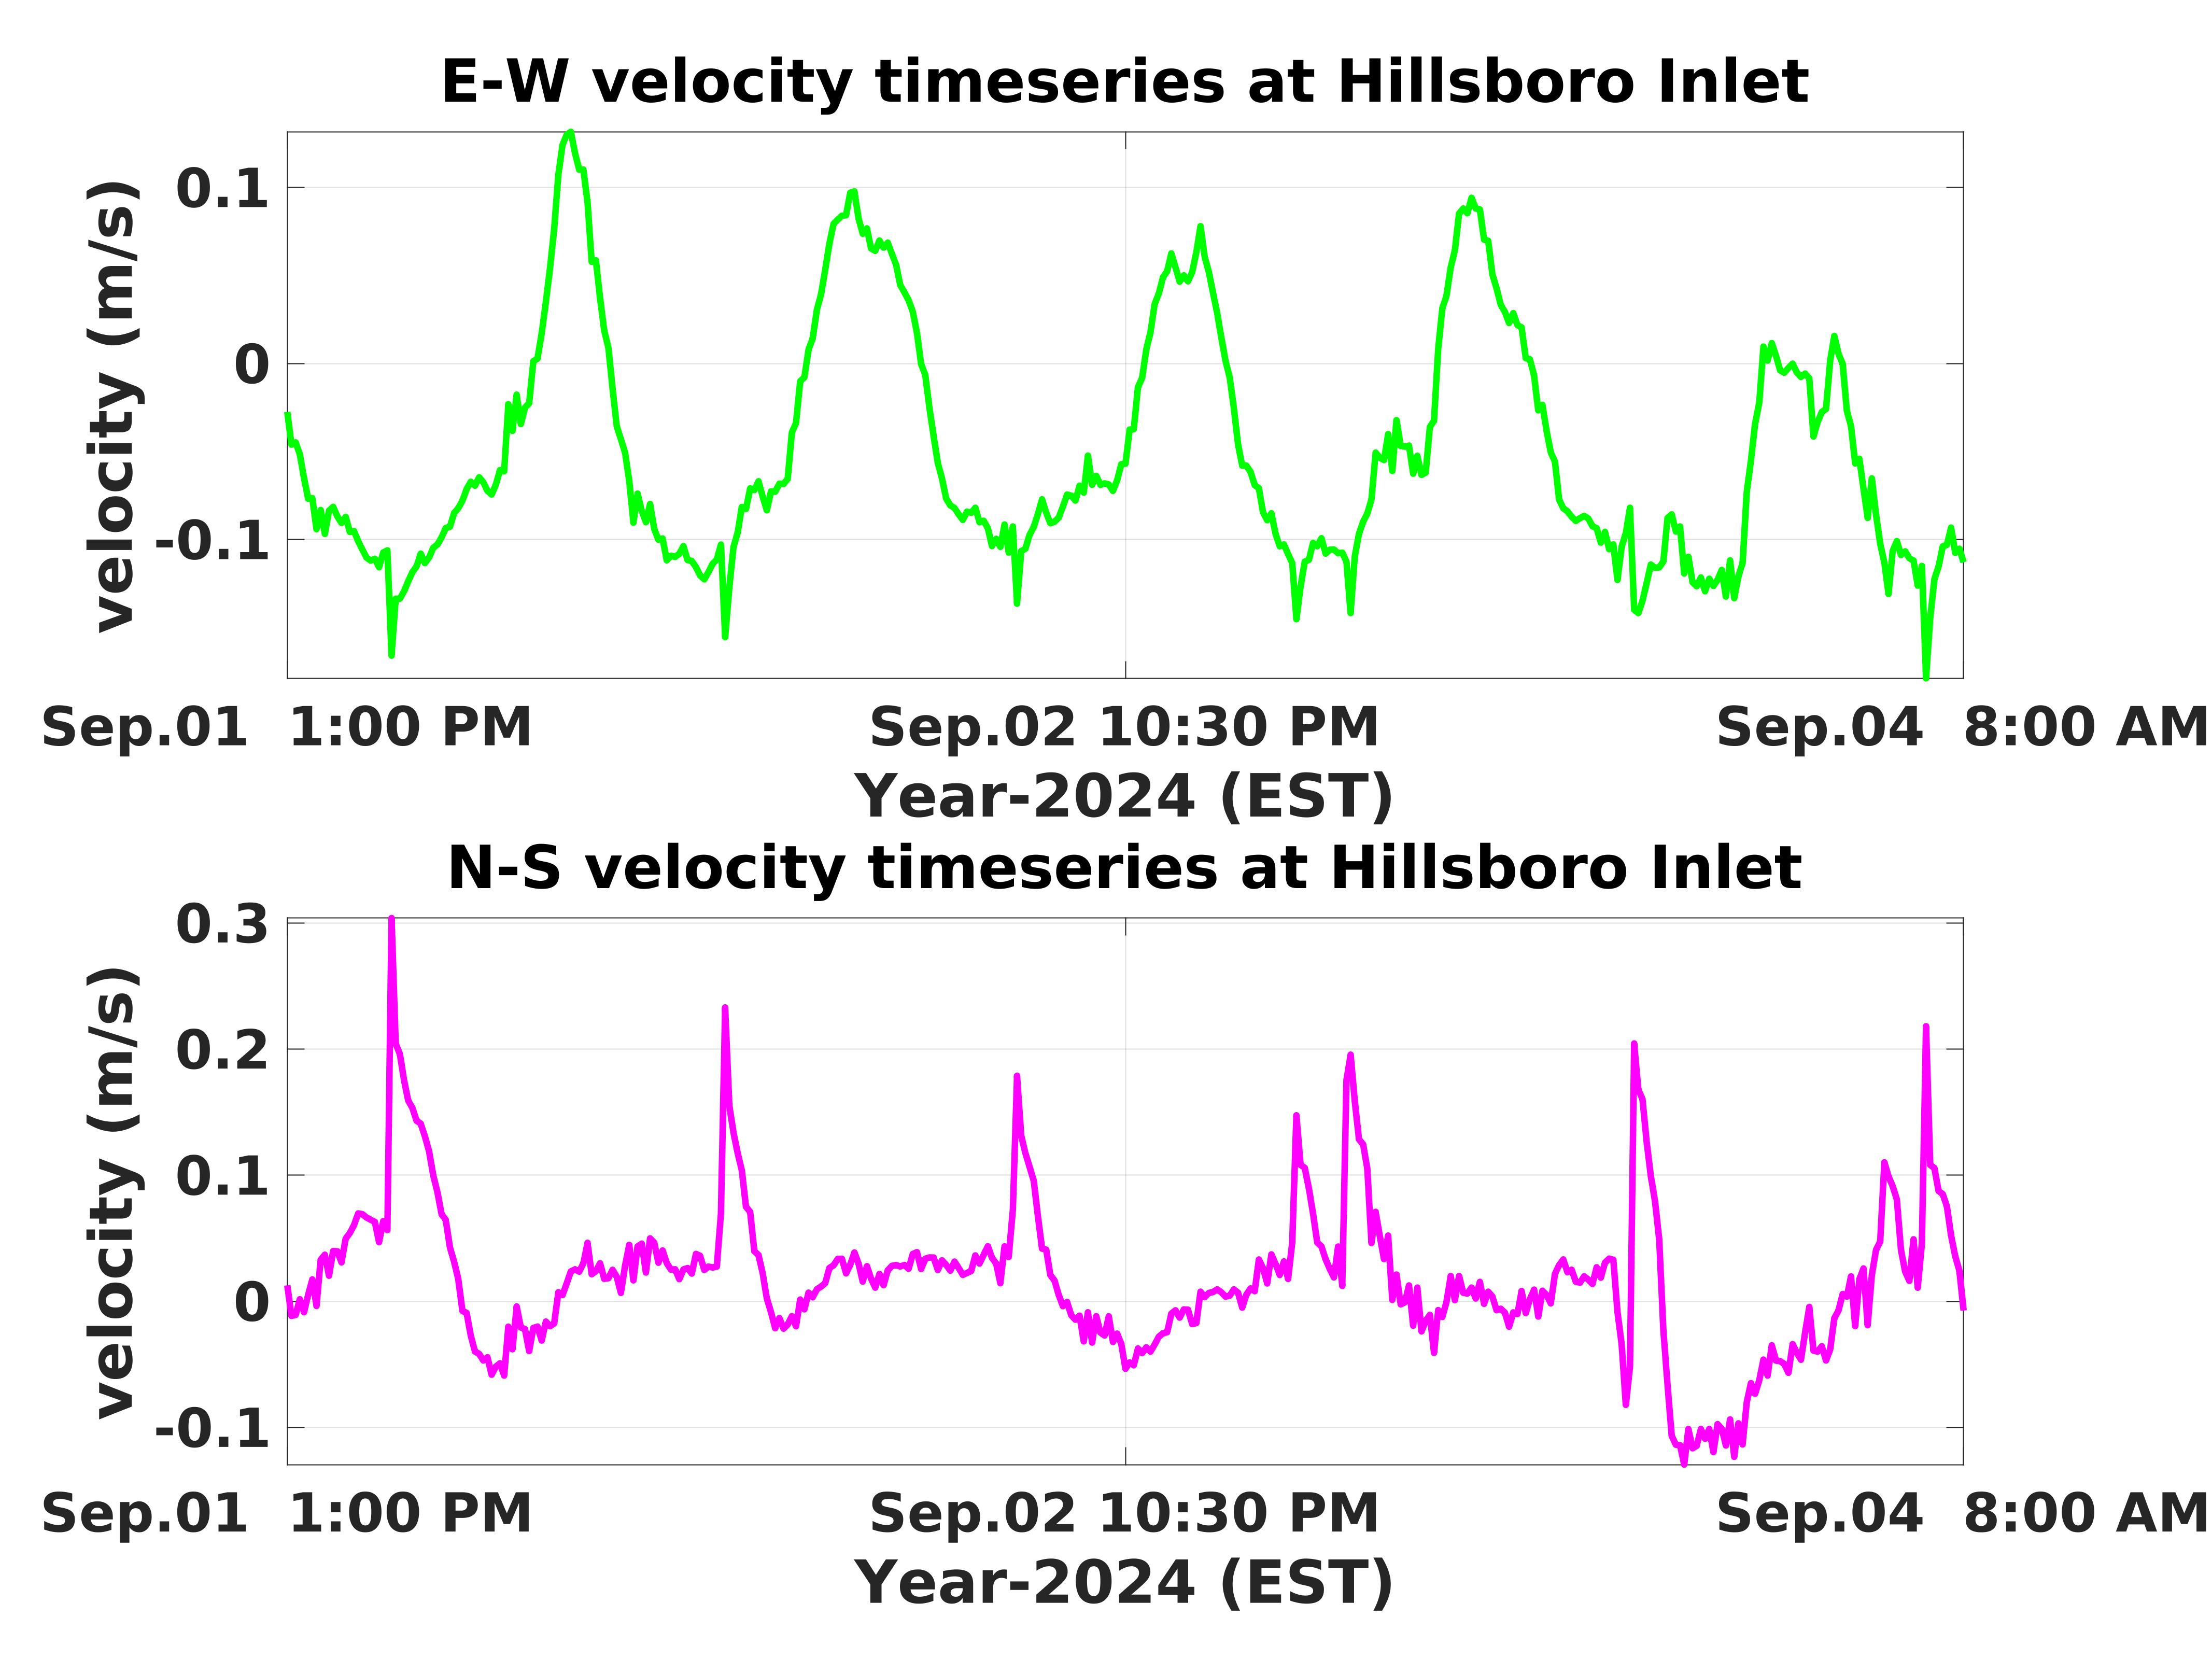 E-W velocity timeseries at Hillsboro Inlet
velocity (m/s)
0.1
0
-0.1
Sep.01  1:00 PM Sep.02 10:30 PM Sep.04  8:00 AM
Year-2024 (EST)
N-S velocity timeseries at Hillsboro Inlet
velocity (m/s)
0.3
0.2
0.1
0
-0.1
Sep.01  1:00 PM Sep.02 10:30 PM Sep.04  8:00 AM
Year-2024 (EST)